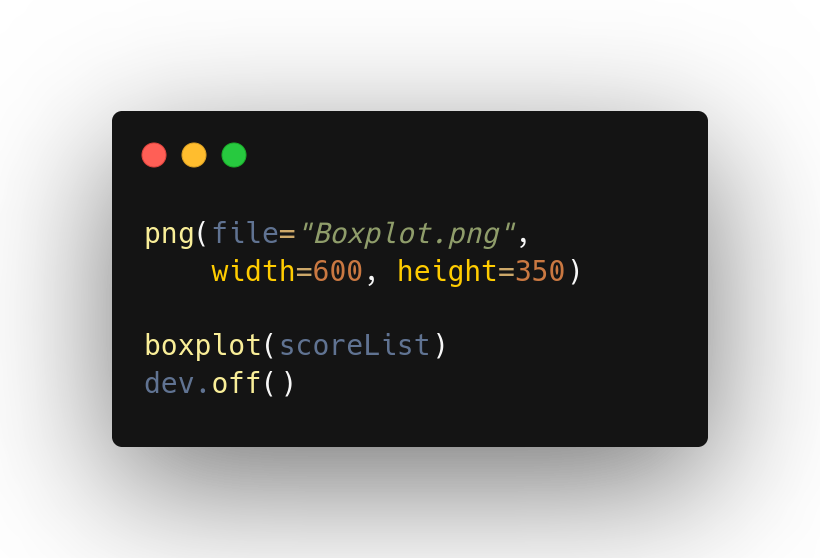 png(file="Boxplot.png",
    width=600, height=350)

boxplot(scoreList)
dev.off()